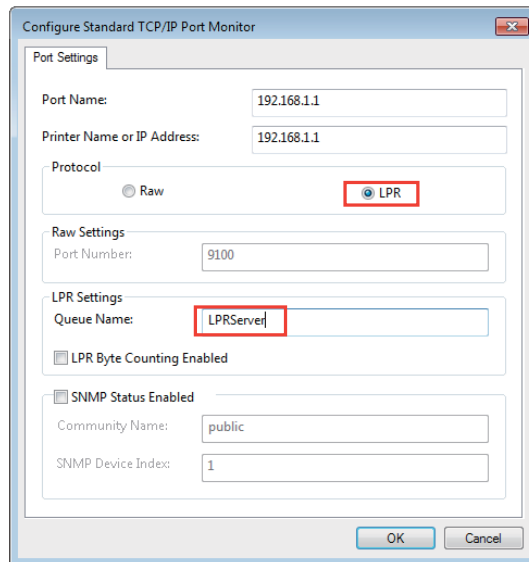 Configure Standard TCP/IP Port Monitor
Port Settings
Port Name: 192.168.1.1
Printer Name or IP Address: 192.168.1.1
Protocol
Raw LPR
Raw Settings
Port Number: 9100
LPR Settings
Queue Name: LPRServer
LPR Byte Counting Enabled
SNMP Status Enabled
Community Name: public
SNMP Device Index: 1
OK Cancel